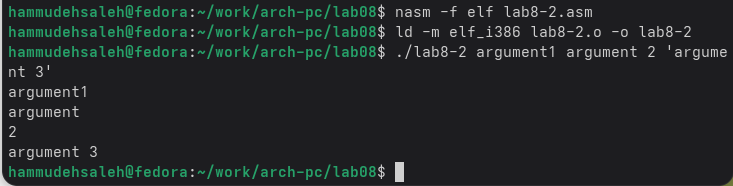 hammudehsaleh@fedora:~/work/arch-pc/lab08$ nasm -f elf lab8-2.asm
hammudehsaleh@fedora:~/work/arch-pc/lab08$ ld -m elf_i386 lab8-2.o -o lab8-2
hammudehsaleh@fedora:~/work/arch-pc/lab08$ ./lab8-2 argument1 argument 2 'argume
nt 3'
argument1
argument
2
argument 3
hammudehsaleh@fedora:~/work/arch-pc/lab08$